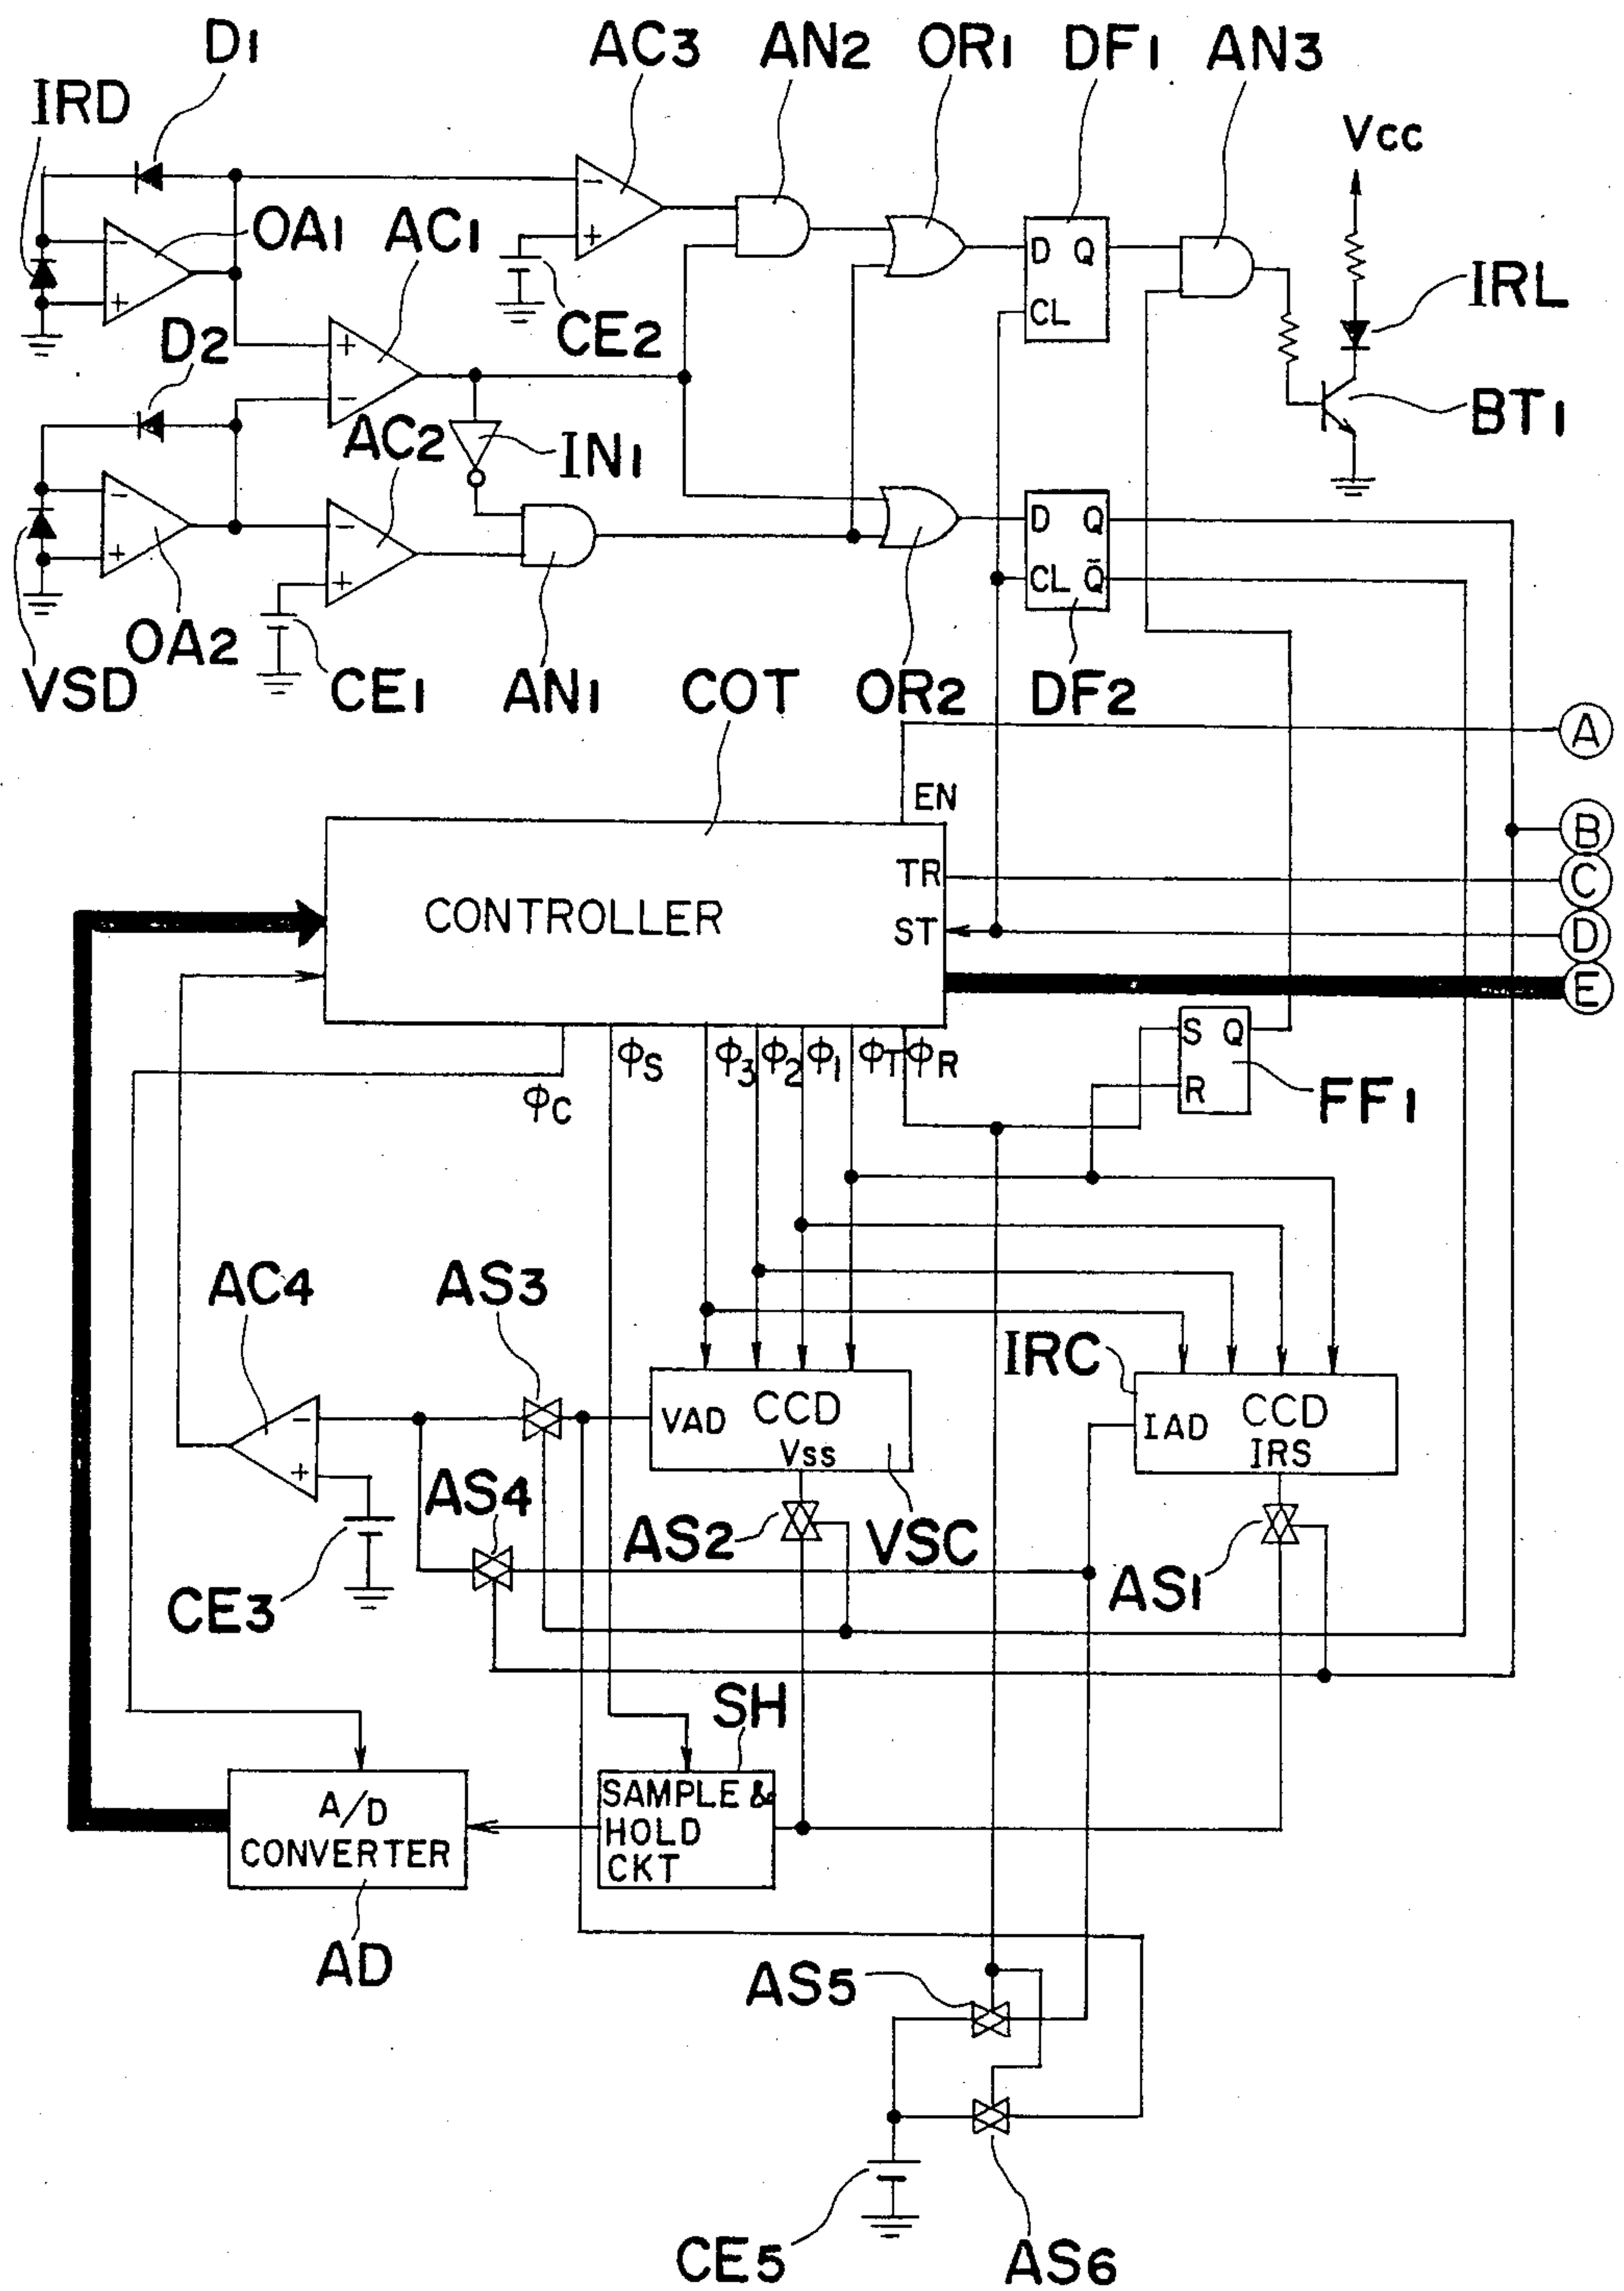 D1
AC3
AN2
OR1
DF1
AN3
IRD
Vcc
OA1
AC1
D Q
CL
IRL
D2
CE2
BT1
AC2
IN1
D Q
CL Q̄
OA2
VSD
CE1
AN1
COT
OR2
DF2
A
EN
B
TR
C
CONTROLLER
ST
D
E
S Q
R
FF1
ϕC
ϕS
ϕ3
ϕ2
ϕ1
ϕT
ϕR
AC4
AS3
IRC
VAD
CCD
Vss
IAD
CCD
IRS
AS4
AS2
VSC
AS1
CE3
SH
A/D
CONVERTER
SAMPLE &
HOLD
CKT
AD
AS5
CE5
AS6